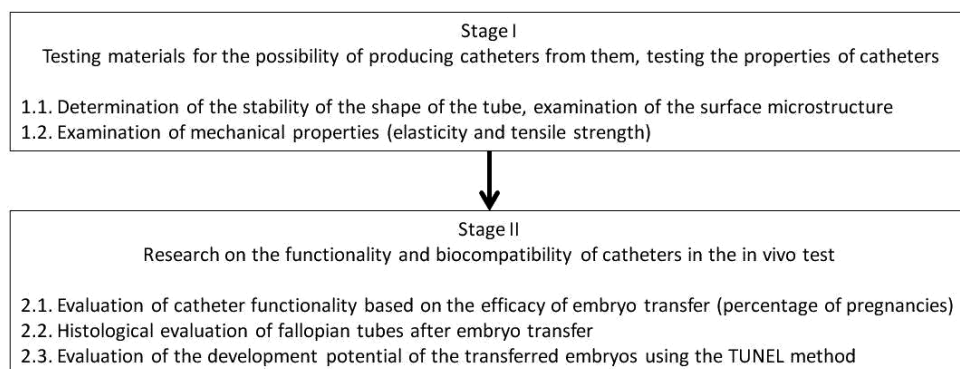 Stage I
Testing materials for the possibility of producing catheters from them, testing the properties of catheters
1.1. Determination of the stability of the shape of the tube, examination of the surface microstructure
1.2. Examination of mechanical properties (elasticity and tensile strength)
Stage II
Research on the functionality and biocompatibility of catheters in the in vivo test
2.1. Evaluation of catheter functionality based on the efficacy of embryo transfer (percentage of pregnancies)
2.2. Histological evaluation of fallopian tubes after embryo transfer
2.3. Evaluation of the development potential of the transferred embryos using the TUNEL method